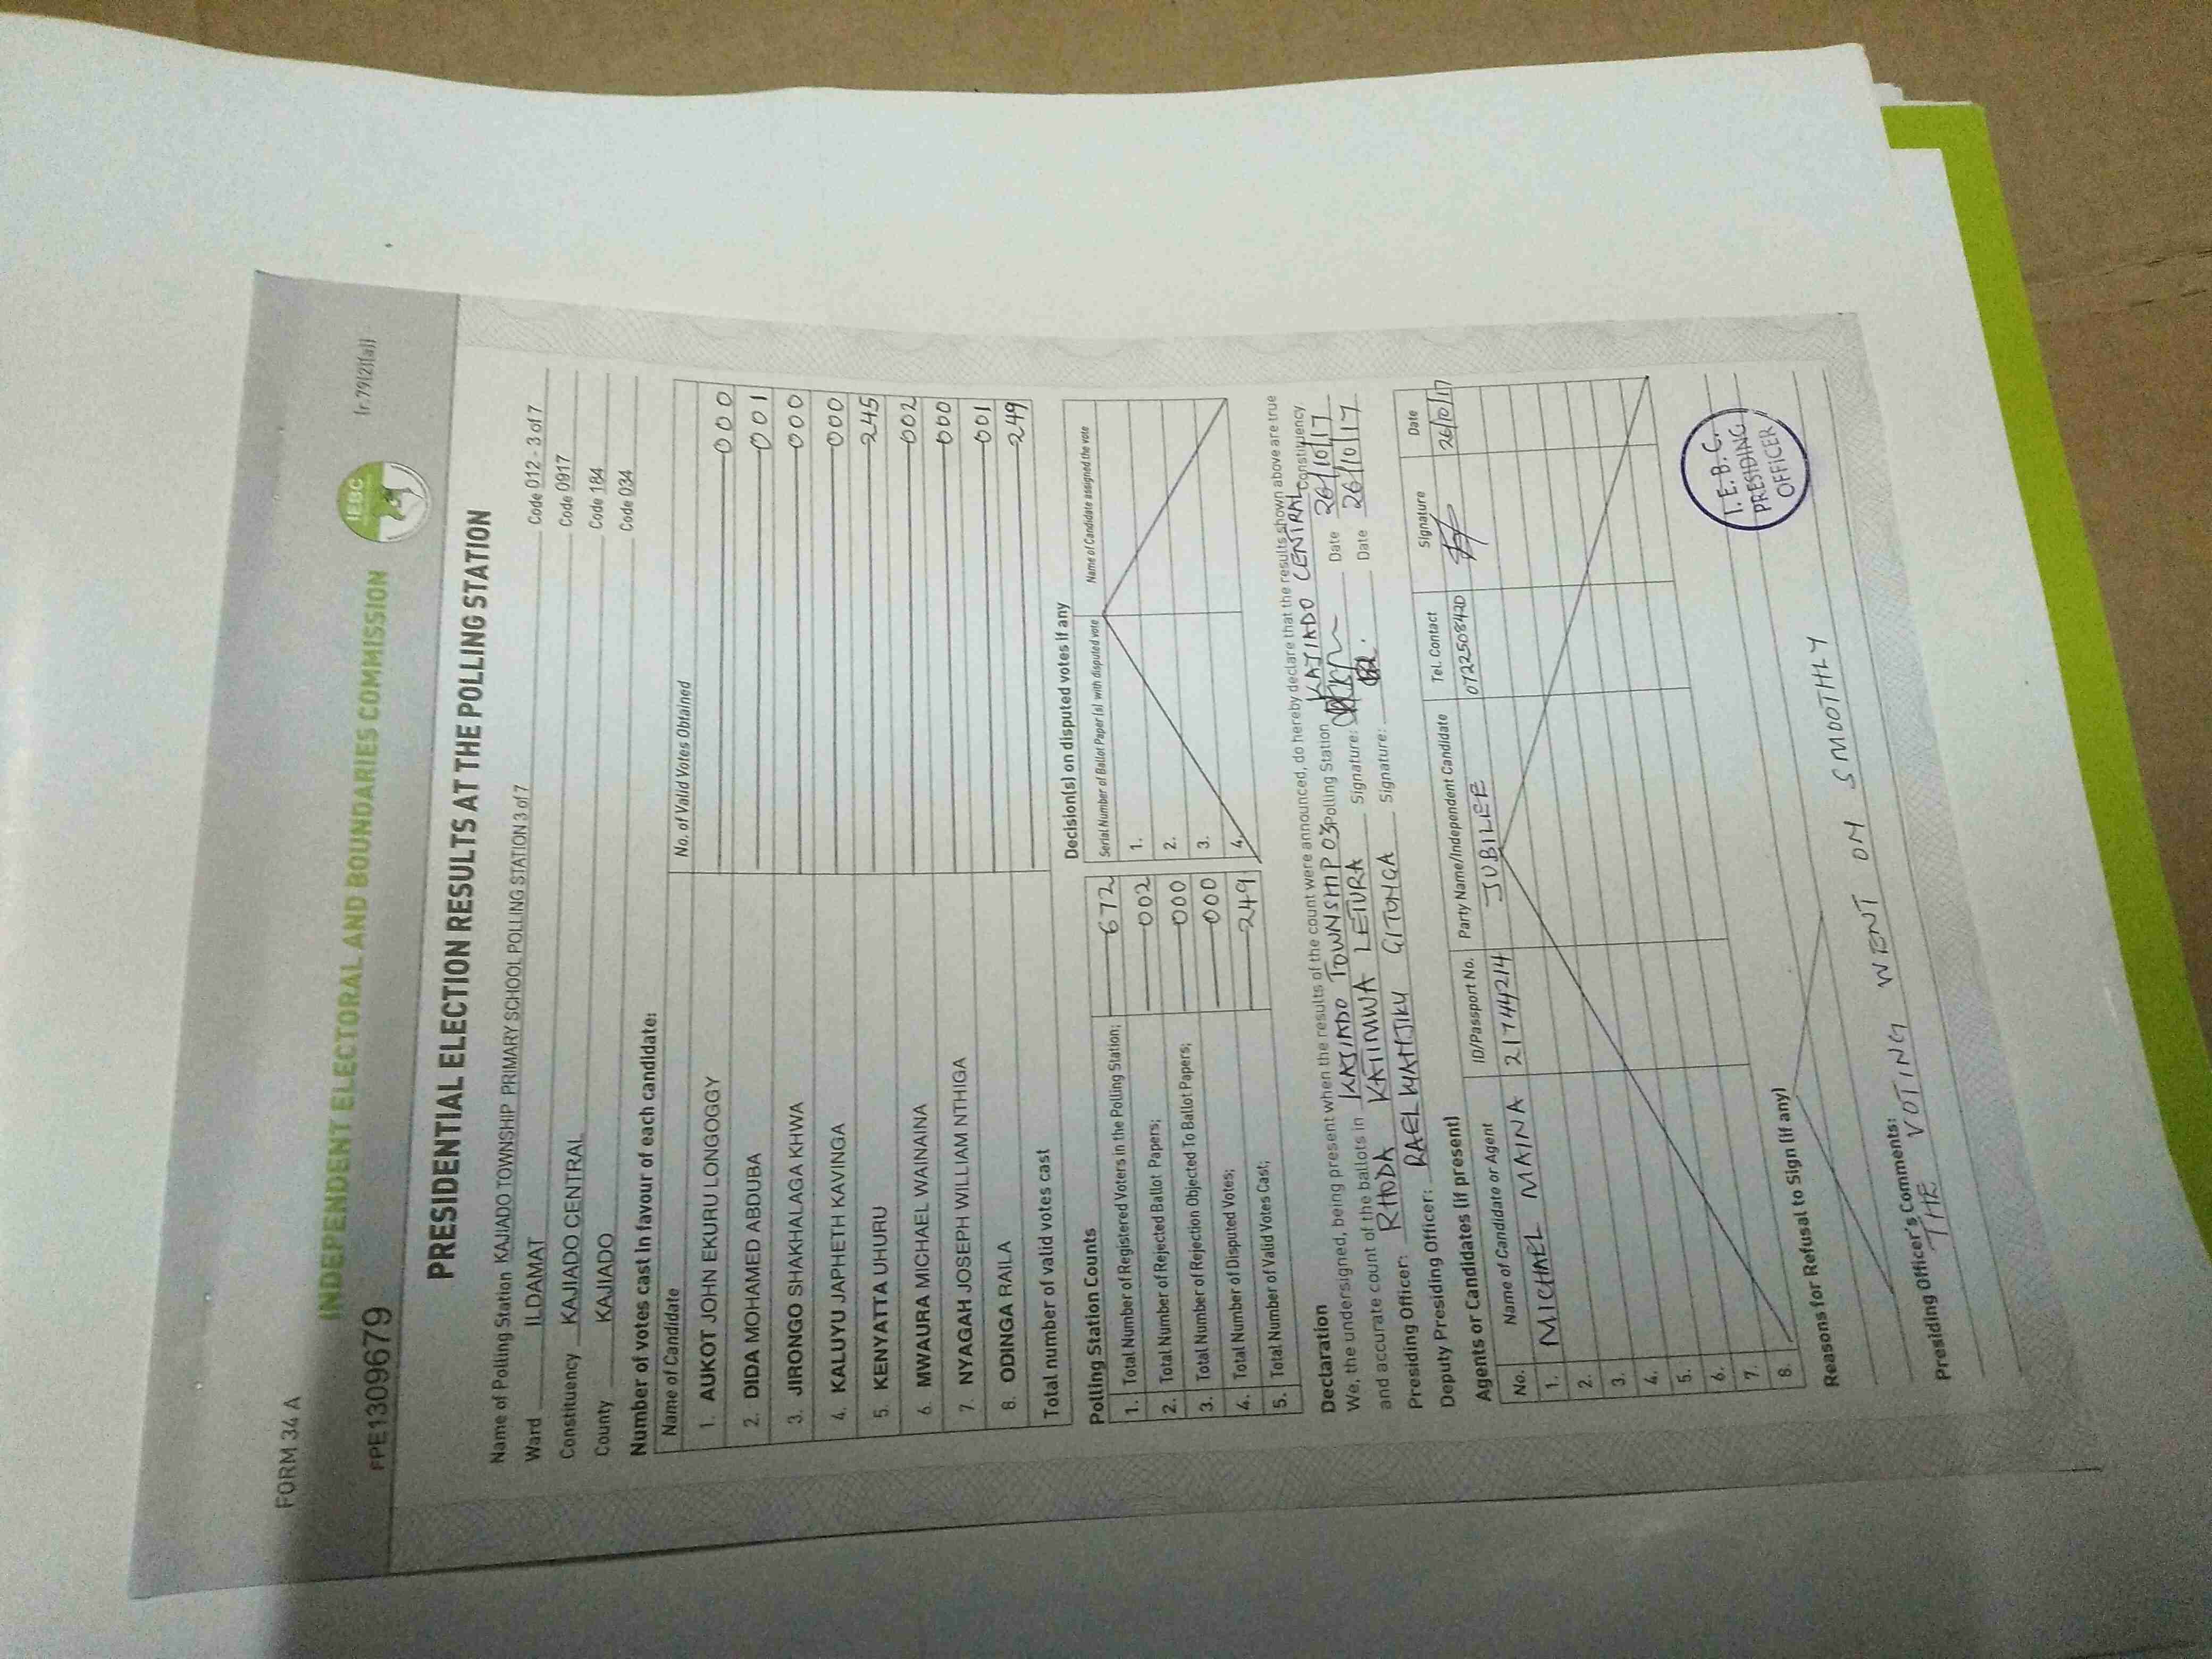 FORM 34 A
INDEPENDENT ELECTORAL AND BOUNDARIES COMMISSION
IEBC
(r.79(2)(a))
FPE1309679
PRESIDENTIAL ELECTION RESULTS AT THE POLLING STATION
Name of Polling Station KAJIADO TOWNSHIP PRIMARY SCHOOL POLLING STATION 3 of 7 Code 012 - 3 of 7
Ward ILDAMAT Code 0917
Constituency KAJIADO CENTRAL Code 184
County KAJIADO Code 034
Number of votes cast in favour of each candidate:
Name of Candidate No. of Valid Votes Obtained
1. AUKOT JOHN EKURU LONGOGGY 000
2. DIDA MOHAMED ABDUBA 001
3. JIRONGO SHAKHALAGA KHWA 000
4. KALUYU JAPHETH KAVINGA 000
5. KENYATTA UHURU 245
6. MWAURA MICHAEL WAINAINA 002
7. NYAGAH JOSEPH WILLIAM NTHIGA 000
8. ODINGA RAILA 001
Total number of valid votes cast 249
Polling Station Counts
1. Total Number of Registered Voters in the Polling Station; 672
2. Total Number of Rejected Ballot Papers; 002
3. Total Number of Rejection Objected To Ballot Papers; 000
4. Total Number of Disputed Votes; 000
5. Total Number of Valid Votes Cast; 249
Decision(s) on disputed votes if any
Serial Number of Ballot Paper (s) with disputed vote Name of Candidate assigned the vote
1.
2.
3.
4.
Declaration
We, the undersigned, being present when the results of the count were announced, do hereby declare that the results shown above are true
and accurate count of the ballots in KAJIADO TOWNSHIP 03 Polling Station KAJIADO CENTRAL Constituency.
Presiding Officer: RHODA KATIMWA LEIURA Signature: Date 26/10/17
Deputy Presiding Officer: RAEL WANJIKU GITONGA Signature: Date 26/10/17
Agents or Candidates (if present)
No. Name of Candidate or Agent ID/Passport No. Party Name/Independent Candidate Tel. Contact Signature Date
1. MICHAEL MAINA 21744214 JUBILEE 0722508420 26/10/17
2.
3.
4.
5.
6.
7.
8.
Reasons for Refusal to Sign (if any)
I.E.B.C.
PRESIDING
OFFICER
Presiding Officer's Comments:
THE VOTING WENT ON SMOOTHLY